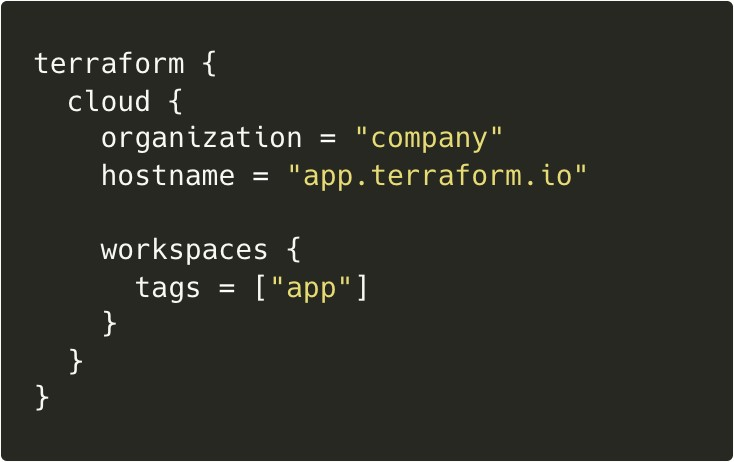 terraform {
  cloud {
    organization = "company"
    hostname = "app.terraform.io"

    workspaces {
      tags = ["app"]
    }
  }
}